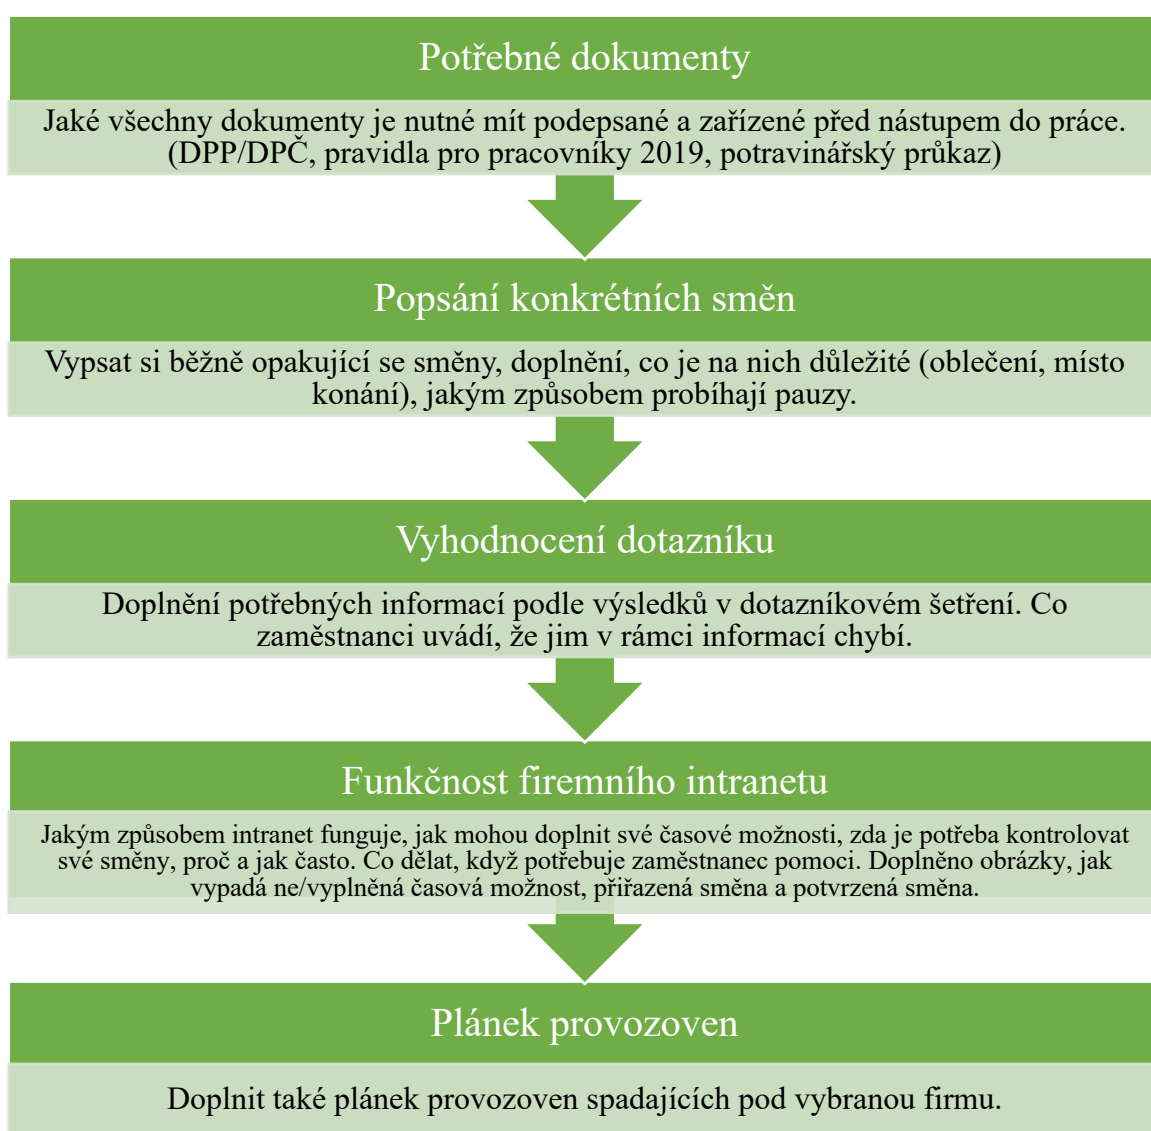 Potřebné dokumenty
Jaké všechny dokumenty je nutné mít podepsané a zařízené před nástupem do práce.
(DPP/DPČ, pravidla pro pracovníky 2019, potravinářský průkaz)
Popsání konkrétních směn
Vypsat si běžně opakující se směny, doplnění, co je na nich důležité (oblečení, místo
konání), jakým způsobem probíhají pauzy.
Vyhodnocení dotazníku
Doplnění potřebných informací podle výsledků v dotazníkovém šetření. Co
zaměstnanci uvádí, že jim v rámci informací chybí.
Funkčnost firemního intranetu
Jakým způsobem intranet funguje, jak mohou doplnit své časové možnosti, zda je potřeba kontrolovat
své směny, proč a jak často. Co dělat, když potřebuje zaměstnanec pomoci. Doplněno obrázky, jak
vypadá ne/vyplněná časová možnost, přiřazená směna a potvrzená směna.
Plánek provozoven
Doplnit také plánek provozoven spadajících pod vybranou firmu.